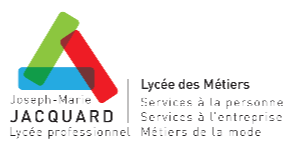 Joseph-Marie
JACQUARD
Lycée professionnel
Lycée des Métiers
Services à la personne
Services à l'entreprise
Métiers de la mode